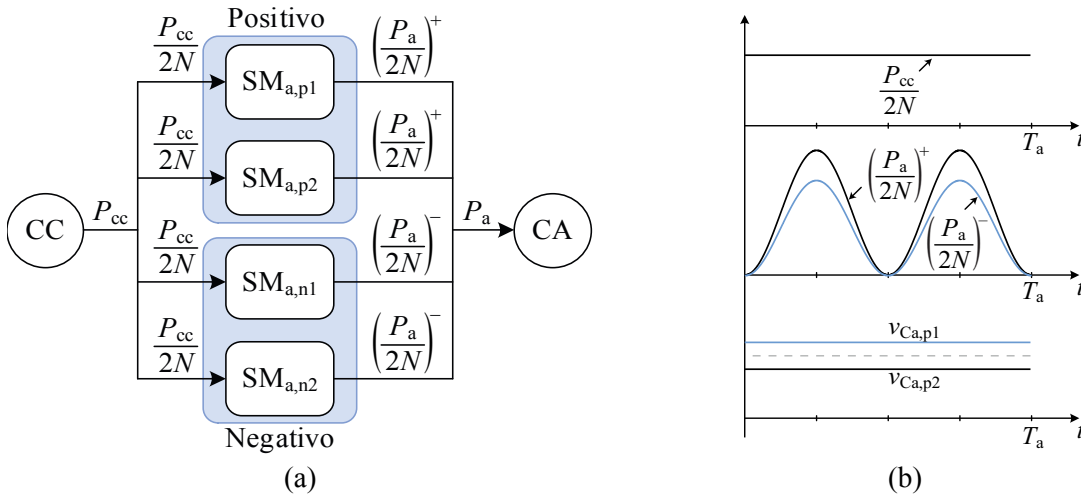 Positivo
P_cc/2N
SM_a,p1
(P_a/2N)^+
P_cc/2N
SM_a,p2
(P_a/2N)^+
CC
P_cc
P_a
CA
P_cc/2N
SM_a,n1
(P_a/2N)^−
P_cc/2N
SM_a,n2
(P_a/2N)^−
Negativo
(a)
P_cc/2N
T_a
t
(P_a/2N)^+
(P_a/2N)^−
T_a
t
v_Ca,p1
v_Ca,p2
T_a
t
(b)